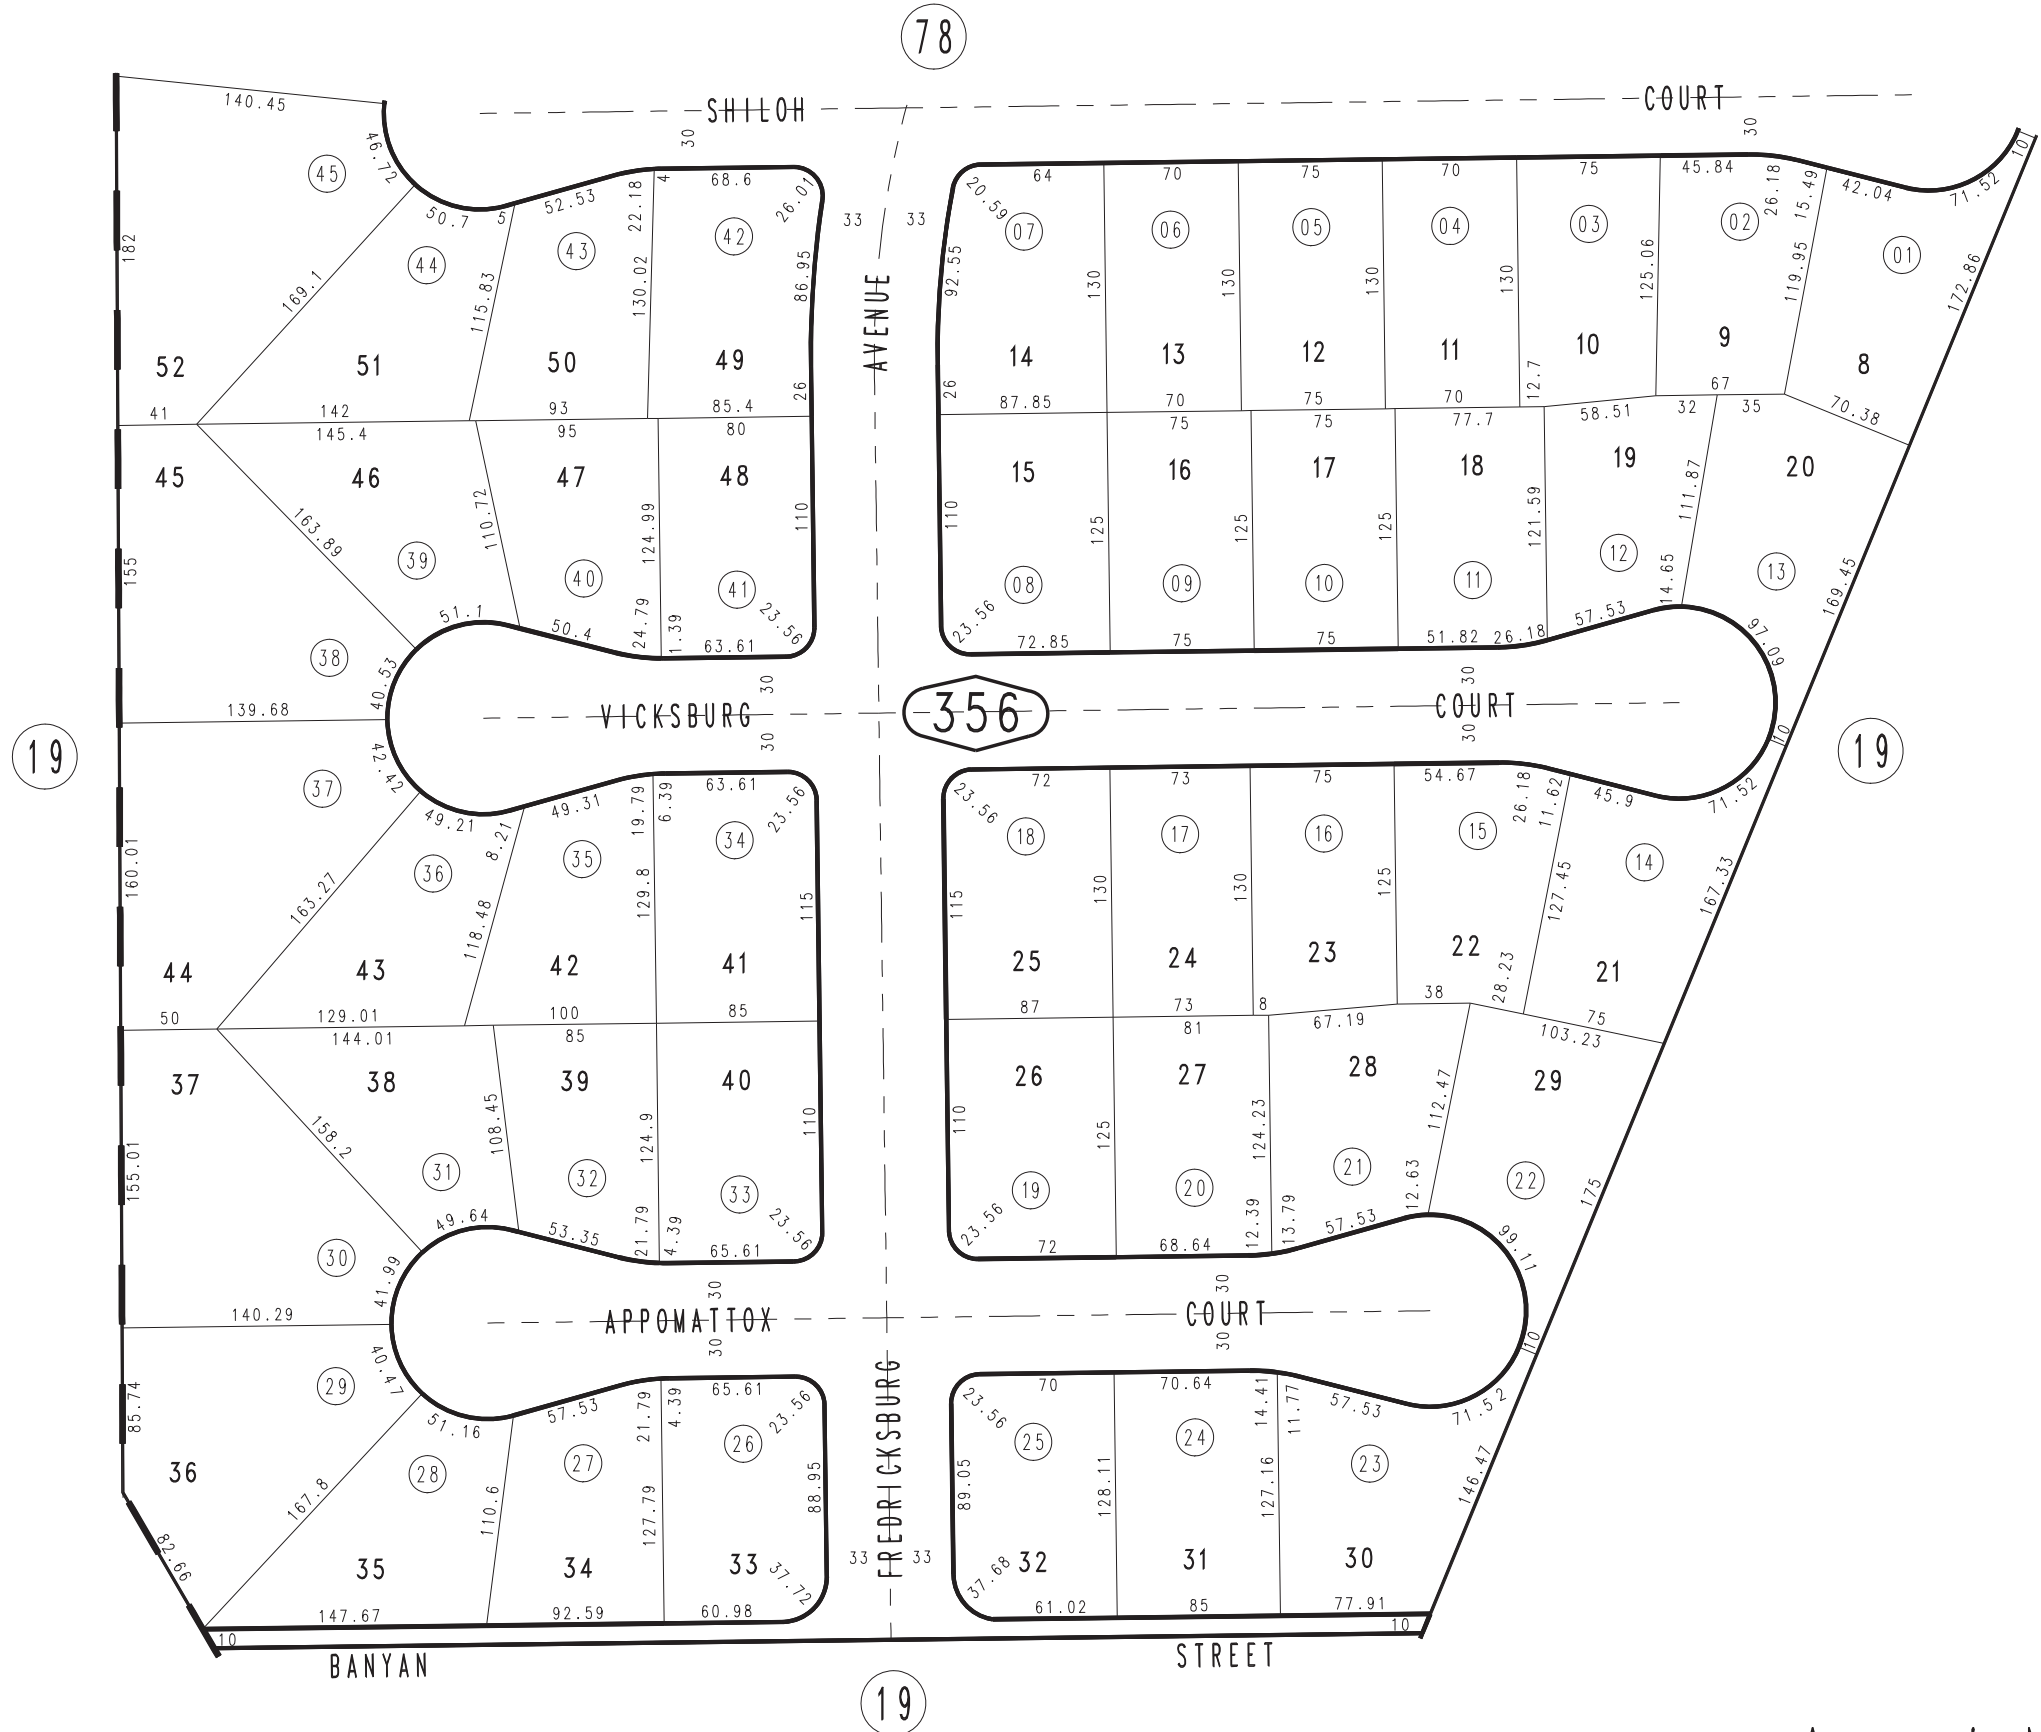 78
SHILOH COURT
140.45 30 30 10
46.72 50.7 5 52.53 22.18 4 68.6 26.01 33 33 20.59 64 70 75 70 75 45.84 26.18 15.49 42.04 71.52
45 44 43 42 07 06 05 04 03 02 01
182 169.1 115.83 130.02 86.95 92.55 130 130 130 130 125.06 119.95 172.86
AVENUE
52 51 50 49 14 13 12 11 10 9 8
26 26 12.7
41 142 93 85.4 87.85 70 75 70 67 70.38
145.4 95 80 75 75 77.7 58.51 32 35
45 46 47 48 15 16 17 18 19 20
155 163.89 110.72 124.99 110 110 125 125 125 121.59 111.87 169.45
39 40 41 08 09 10 11 12 13
51.1 50.4 24.79 1.39 63.61 23.56 23.56 72.85 75 75 51.82 26.18 57.53 14.65 97.09
38 40.53
139.68 30 30
VICKSBURG 356 COURT
19 30 30 10 19
37 42.42 49.21 8.21 49.31 19.79 6.39 63.61 23.56 23.56 72 73 75 54.67 26.18 11.62 45.9 71.52
36 35 34 18 17 16 15 14
160.01 163.27 118.48 129.8 115 115 130 130 125 127.45 167.33
44 43 42 41 25 24 23 22 21
28.23
50 129.01 100 85 87 73 8 38 75
144.01 85 81 67.19 103.23
37 38 39 40 26 27 28 29
155.01 158.2 108.45 124.9 110 110 125 124.23 112.47 175
31 32 33 19 20 21 22
49.64 53.35 21.79 4.39 65.61 23.56 23.56 72 68.64 12.39 13.79 57.53 12.63 99.11
30 41.99
140.29 30 30
APPOMATTOX COURT
30 30 10
29 40.47 51.16 57.53 21.79 4.39 65.61 23.56 23.56 70 70.64 14.41 11.77 57.53 71.52
85.74
28 27 26 25 24 23
FREDRICKSBURG
36 167.8 110.6 127.79 88.95 89.05 128.11 127.16 146.47
82.66
35 34 33 37.72 33 33 37.68 32 31 30
147.67 92.59 60.98 61.02 85 77.91
10 10
BANYAN STREET
19